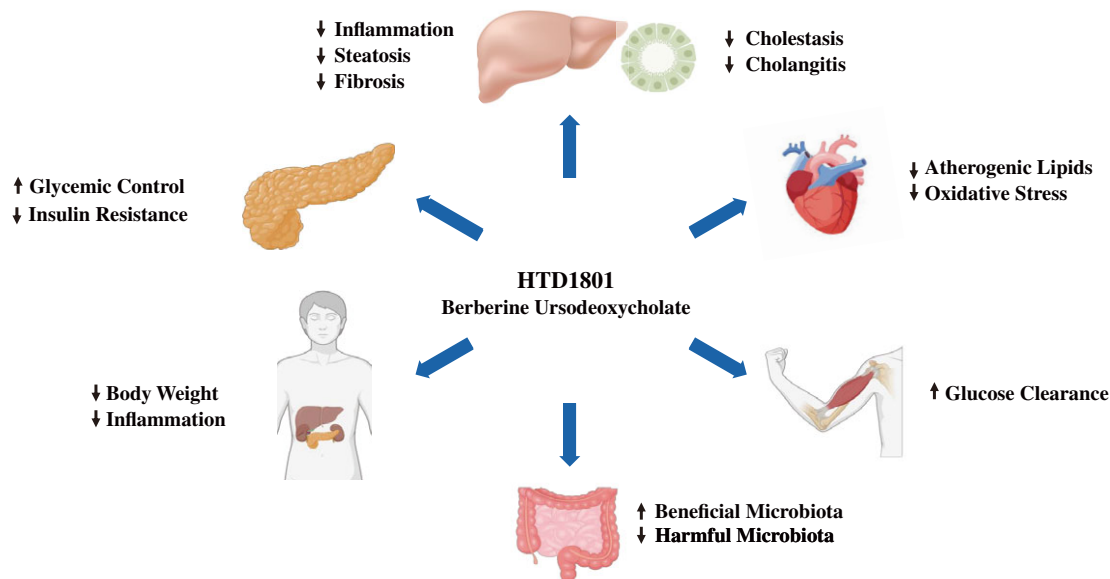 ↓ Inflammation
↓ Steatosis
↓ Fibrosis
↓ Cholestasis
↓ Cholangitis
↑ Glycemic Control
↓ Insulin Resistance
↓ Atherogenic Lipids
↓ Oxidative Stress
HTD1801
Berberine Ursodeoxycholate
↓ Body Weight
↓ Inflammation
↑ Glucose Clearance
↑ Beneficial Microbiota
↓ Harmful Microbiota